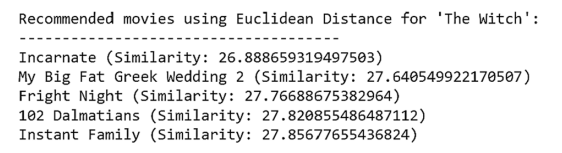 Recommended movies using Euclidean Distance for 'The Witch':
------------------------------------
Incarnate (Similarity: 26.888659319497503)
My Big Fat Greek Wedding 2 (Similarity: 27.640549922170507)
Fright Night (Similarity: 27.76688675382964)
102 Dalmatians (Similarity: 27.820855486487112)
Instant Family (Similarity: 27.85677655436824)